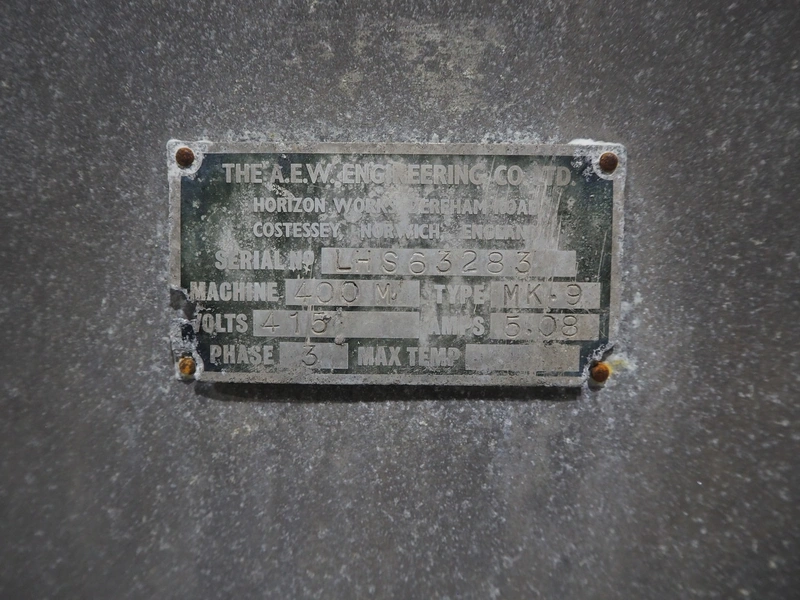 THE A.E.W. ENGINEERING CO. LTD.
HORIZON WORKS DEREHAM ROAD
COSTESSEY, NORWICH, ENGLAND
SERIAL NO LHS63283
MACHINE 400 M TYPE MK-9
VOLTS 415 AMPS 5.08
PHASE 3 MAX TEMP